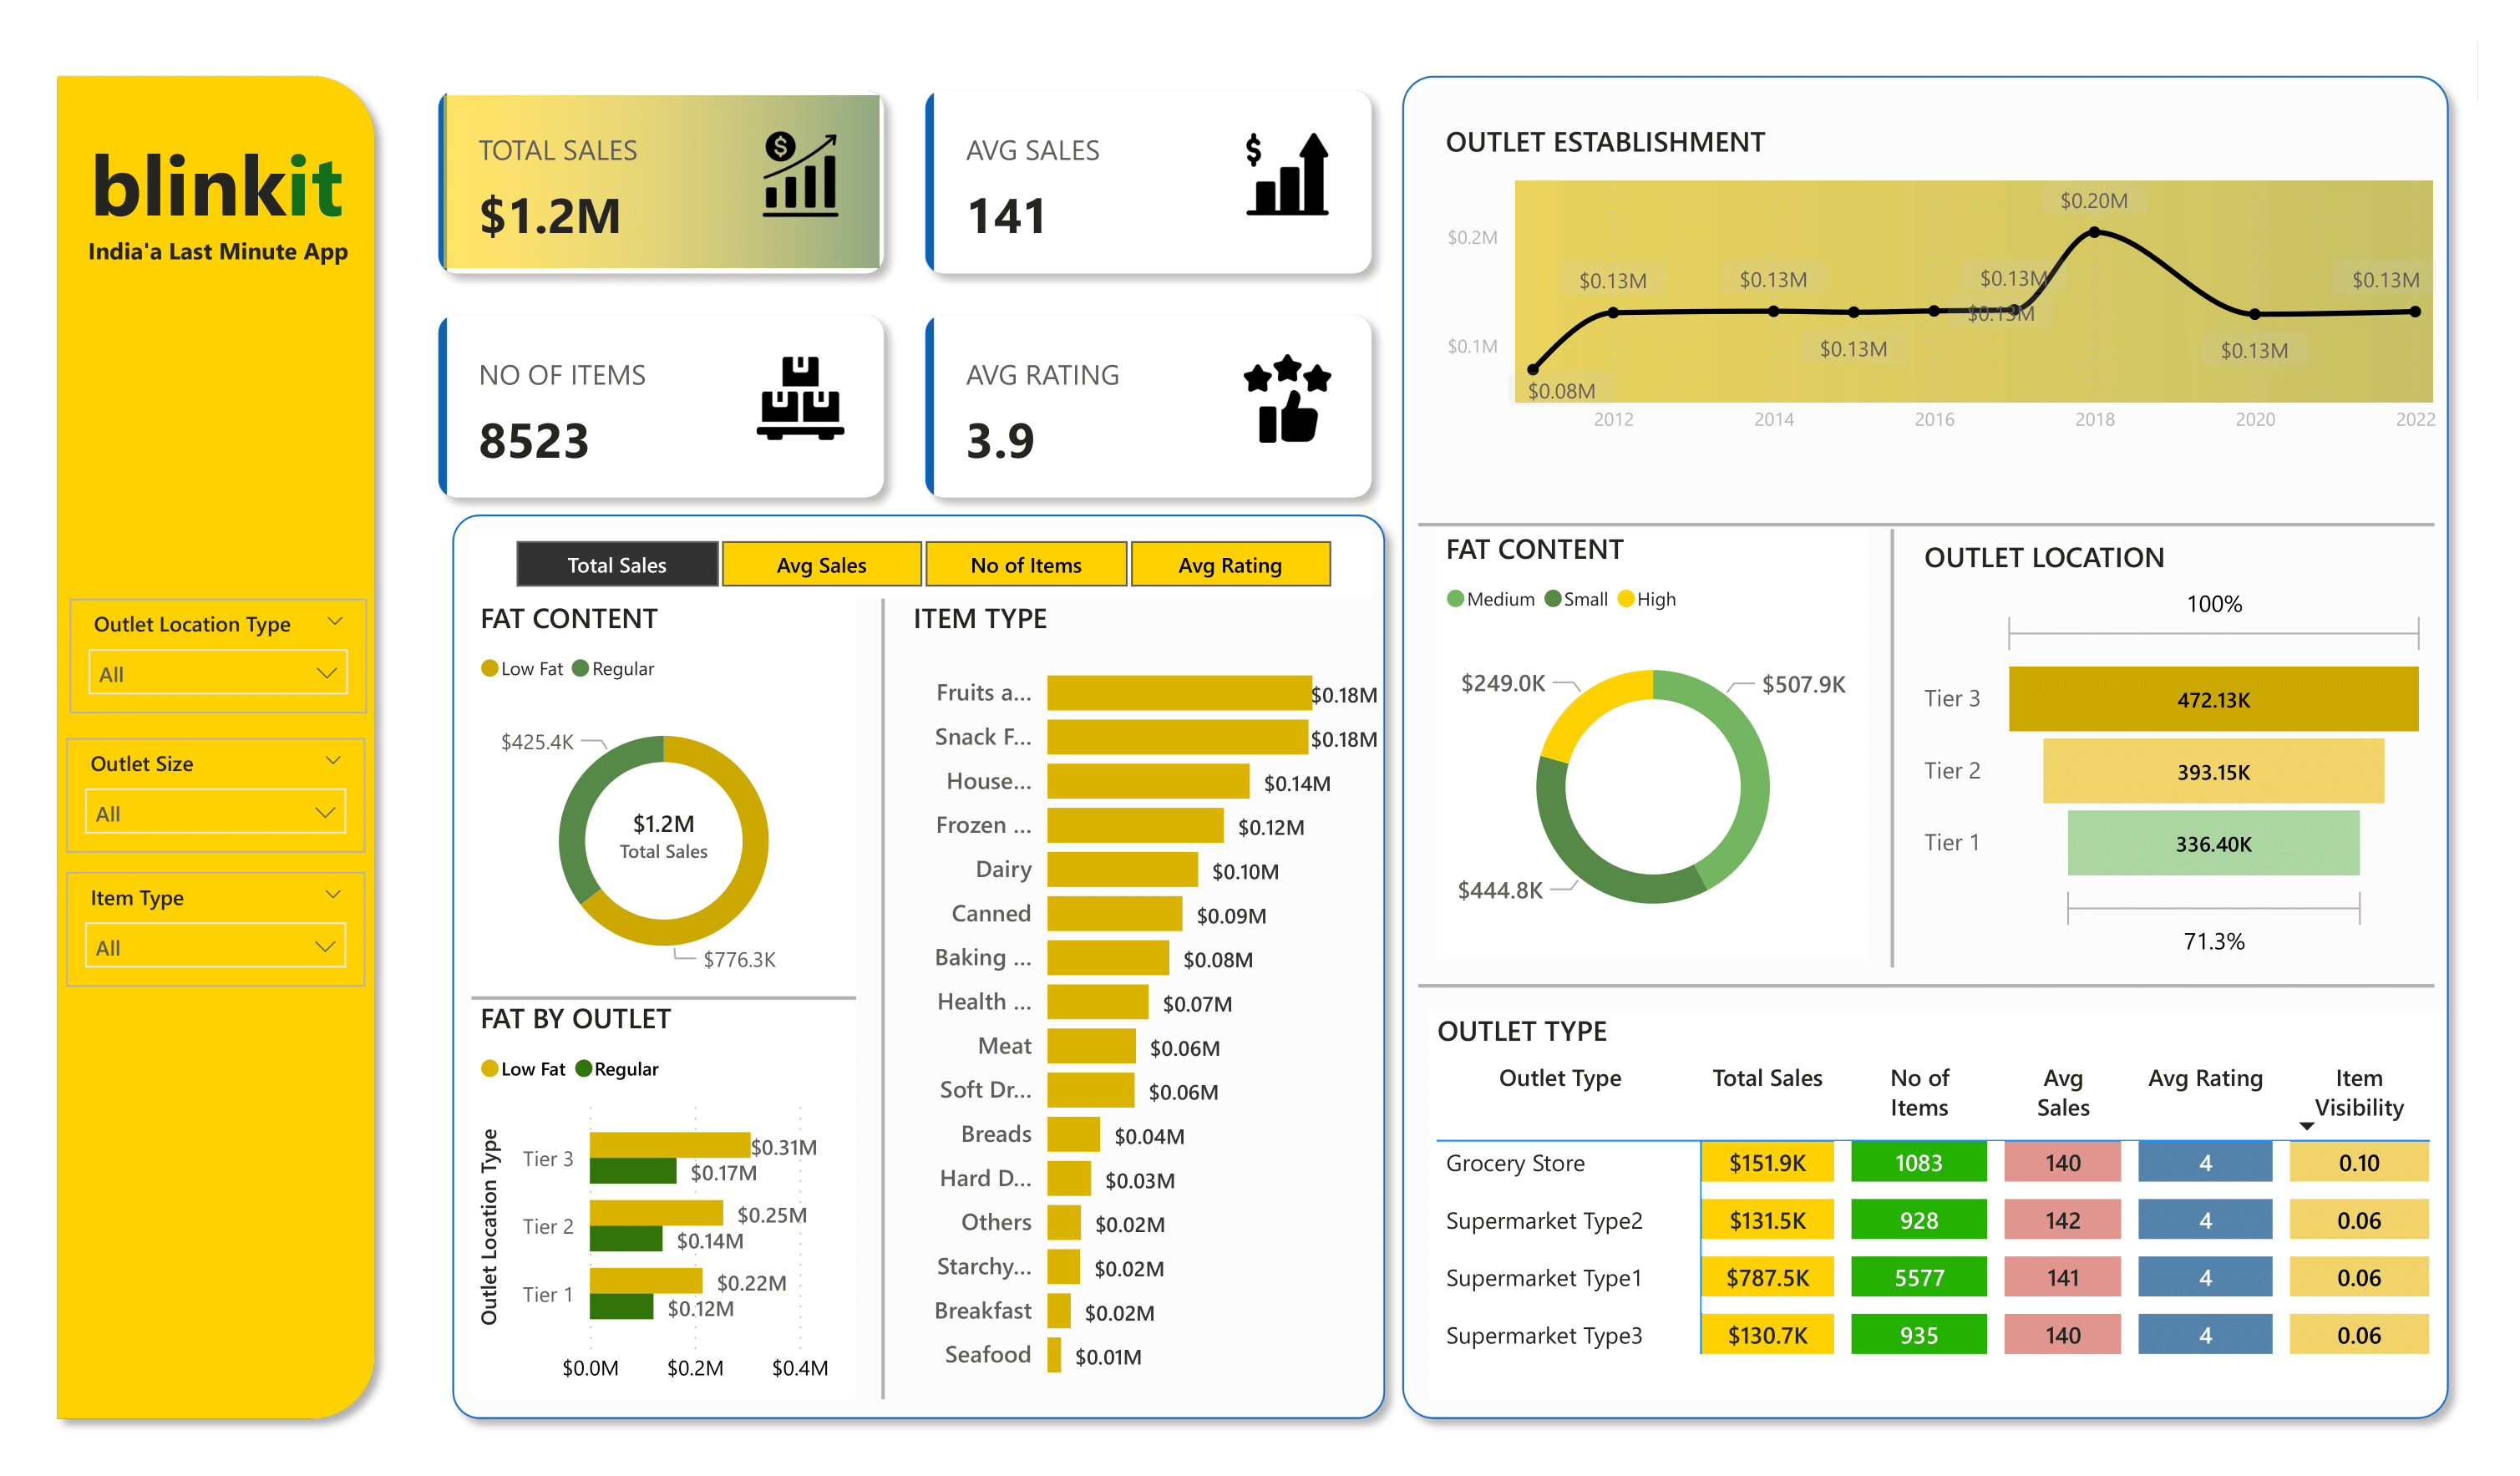 blinkit
India'a Last Minute App
Outlet Location Type
All
Outlet Size
All
Item Type
All
TOTAL SALES
$1.2M
AVG SALES
141
NO OF ITEMS
8523
AVG RATING
3.9
Total Sales
Avg Sales
No of Items
Avg Rating
FAT CONTENT
Low Fat Regular
$425.4K
$1.2M
Total Sales
$776.3K
FAT BY OUTLET
Low Fat Regular
Outlet Location Type
Tier 3 $0.31M
$0.17M
Tier 2 $0.25M
$0.14M
Tier 1 $0.22M
$0.12M
$0.0M $0.2M $0.4M
ITEM TYPE
Fruits a... $0.18M
Snack F... $0.18M
House... $0.14M
Frozen ... $0.12M
Dairy $0.10M
Canned $0.09M
Baking ... $0.08M
Health ... $0.07M
Meat $0.06M
Soft Dr... $0.06M
Breads $0.04M
Hard D... $0.03M
Others $0.02M
Starchy... $0.02M
Breakfast $0.02M
Seafood $0.01M
OUTLET ESTABLISHMENT
$0.20M
$0.2M
$0.13M $0.13M $0.13M $0.13M
$0.13M
$0.1M
$0.13M $0.13M
$0.08M
2012 2014 2016 2018 2020 2022
FAT CONTENT
Medium Small High
$249.0K $507.9K
$444.8K
OUTLET LOCATION
100%
Tier 3 472.13K
Tier 2 393.15K
Tier 1 336.40K
71.3%
OUTLET TYPE
Outlet Type Total Sales No of Avg Avg Rating Item
Items Sales Visibility
Grocery Store $151.9K 1083 140 4 0.10
Supermarket Type2 $131.5K 928 142 4 0.06
Supermarket Type1 $787.5K 5577 141 4 0.06
Supermarket Type3 $130.7K 935 140 4 0.06